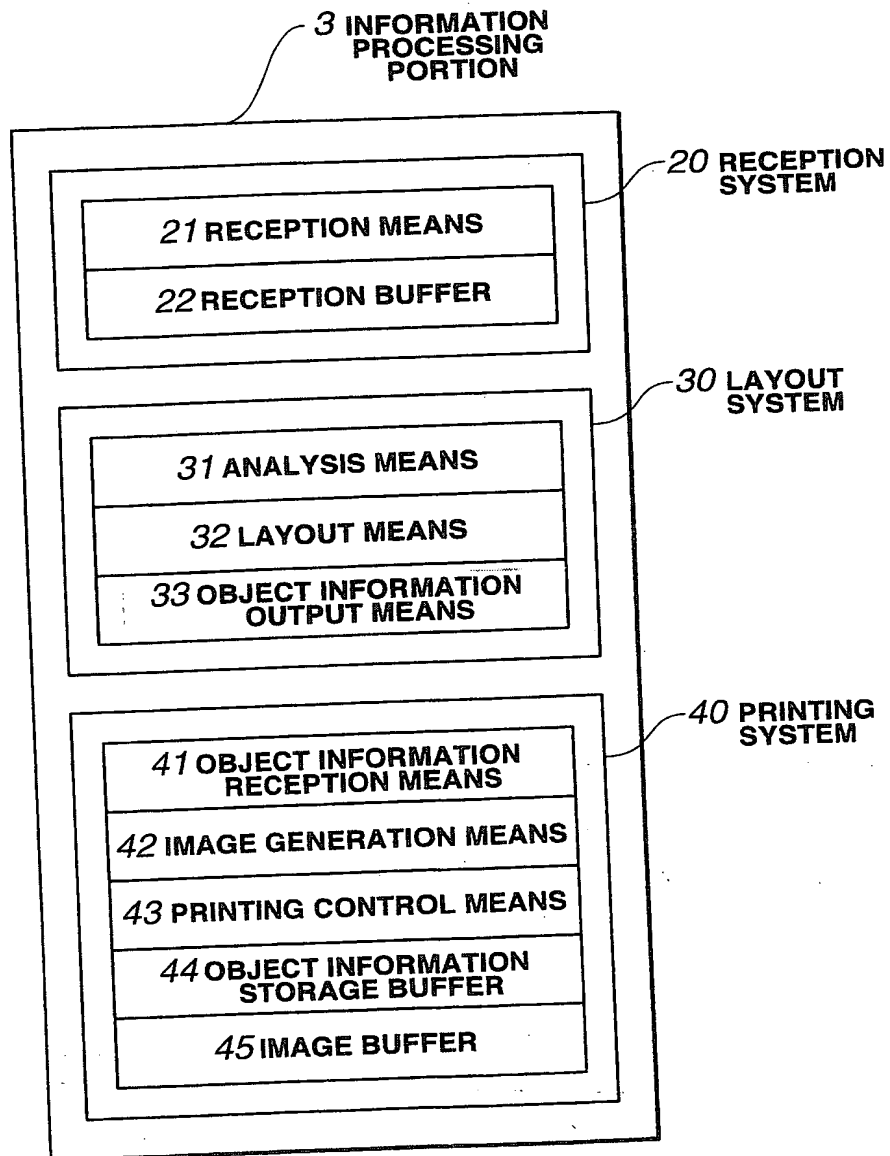 3 INFORMATION
PROCESSING
PORTION
20 RECEPTION
SYSTEM
21 RECEPTION MEANS
22 RECEPTION BUFFER
30 LAYOUT
SYSTEM
31 ANALYSIS MEANS
32 LAYOUT MEANS
33 OBJECT INFORMATION
OUTPUT MEANS
40 PRINTING
SYSTEM
41 OBJECT INFORMATION
RECEPTION MEANS
42 IMAGE GENERATION MEANS
43 PRINTING CONTROL MEANS
44 OBJECT INFORMATION
STORAGE BUFFER
45 IMAGE BUFFER